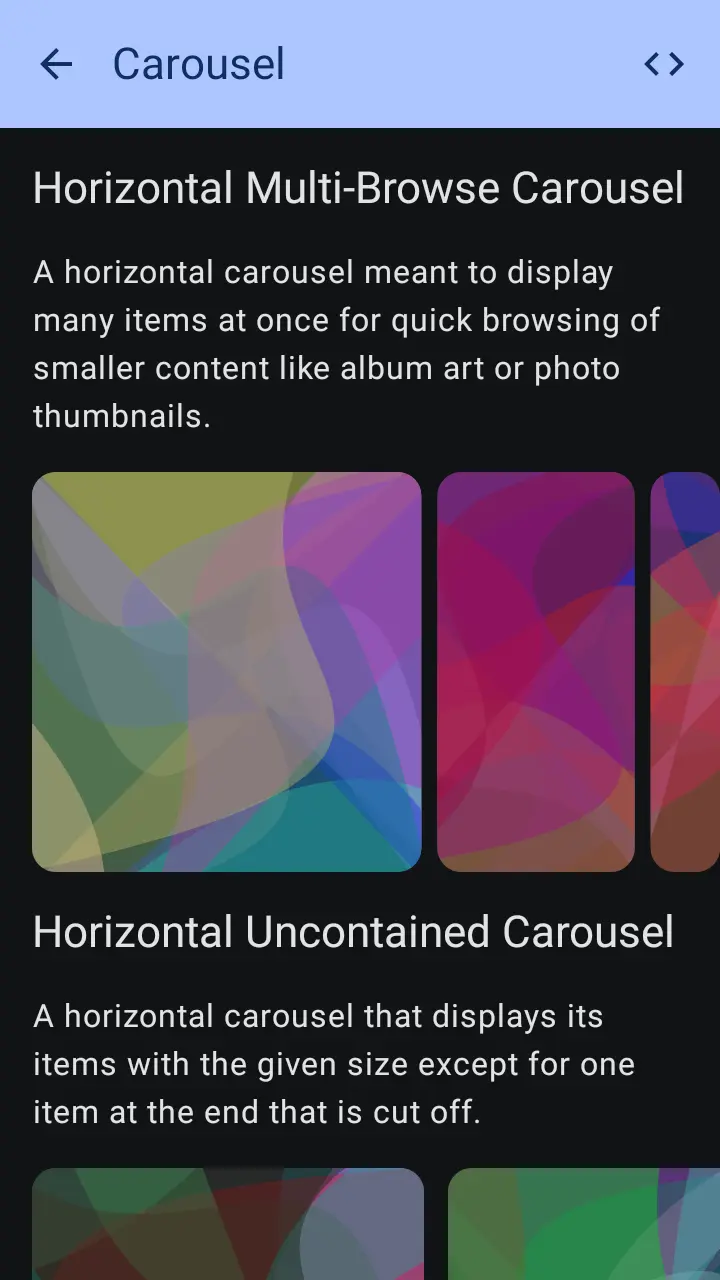 Carousel
Horizontal Multi-Browse Carousel
A horizontal carousel meant to display
many items at once for quick browsing of
smaller content like album art or photo
thumbnails.
Horizontal Uncontained Carousel
A horizontal carousel that displays its
items with the given size except for one
item at the end that is cut off.